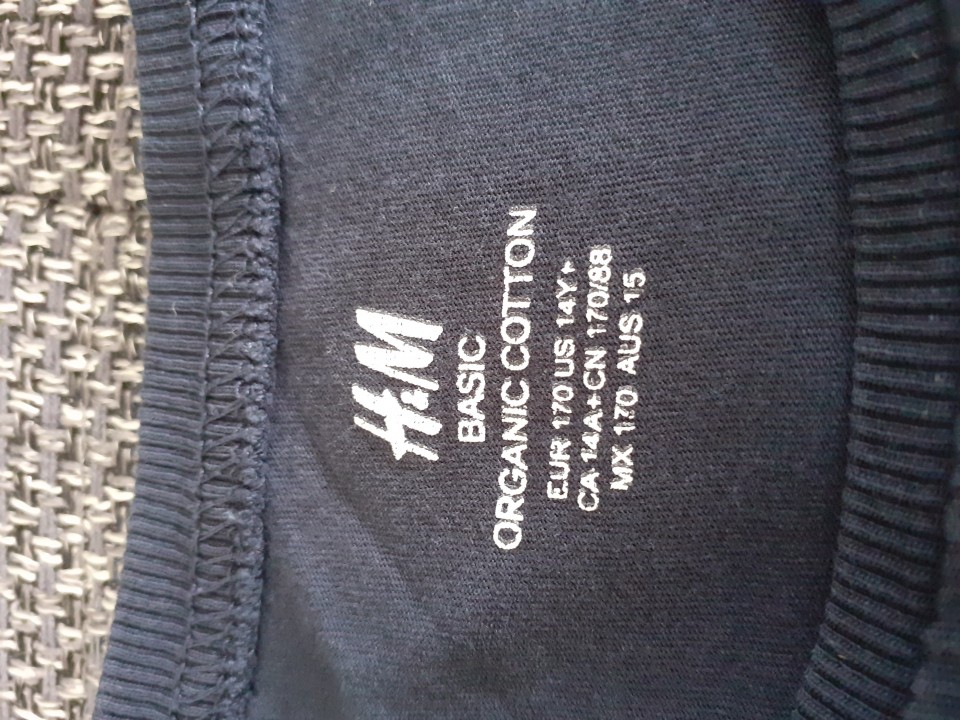 H&M
BASIC
ORGANIC COTTON
EUR 170 US 14Y+
CA 14A+CN 170/88
MX 170 AUS 15